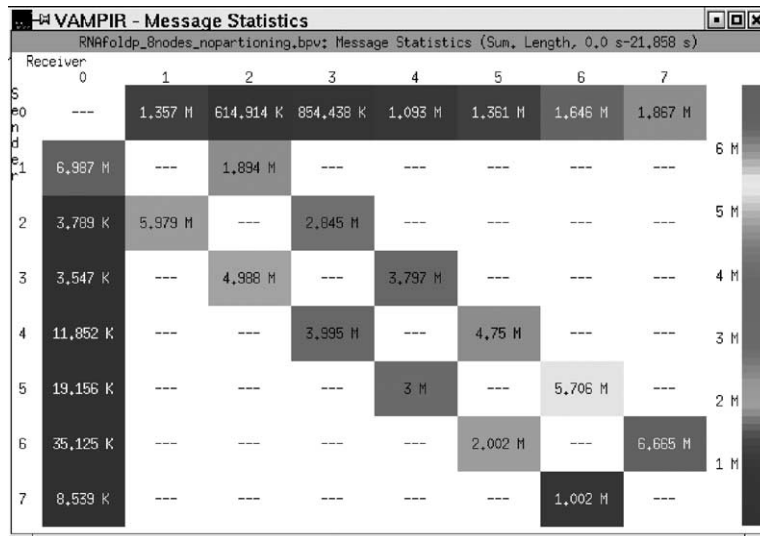 VAMPIR - Message Statistics
RNAfoldp_8nodes_nopartioning.bpv: Message Statistics (Sum. Length, 0.0 s-21.858 s)
Receiver
0 1 2 3 4 5 6 7
Sender
--- 1.357 M 614.914 K 854.438 K 1.093 M 1.361 M 1.646 M 1.867 M
1 6.987 M --- 1.894 M --- --- --- --- ---
2 3.789 K 5.979 M --- 2.845 M --- --- --- ---
3 3.547 K --- 4.988 M --- 3.797 M --- --- ---
4 11.852 K --- --- 3.995 M --- 4.75 M --- ---
5 19.156 K --- --- --- 3 M --- 5.706 M ---
6 35.125 K --- --- --- --- 2.002 M --- 6.665 M
7 8.539 K --- --- --- --- --- 1.002 M ---
6 M
5 M
4 M
3 M
2 M
1 M